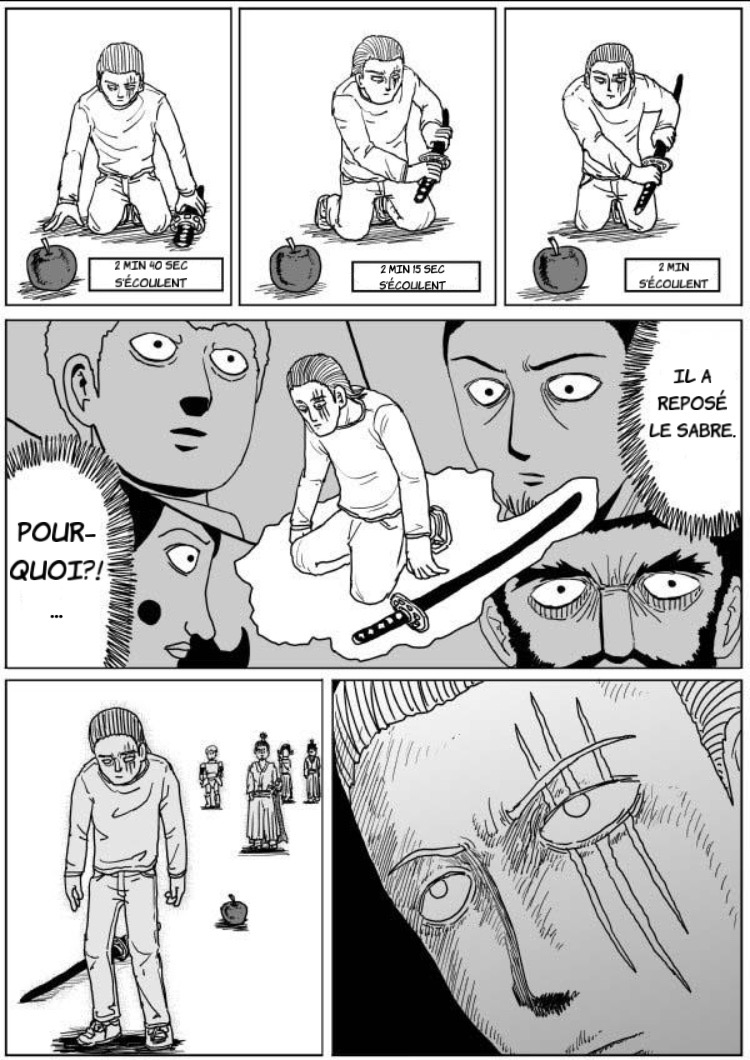 2 MIN 40 SEC
S'ÉCOULENT
2 MIN 15 SEC
S'ÉCOULENT
2 MIN
S'ÉCOULENT
IL A
REPOSÉ
LE SABRE.
POUR-
QUOI?!
...